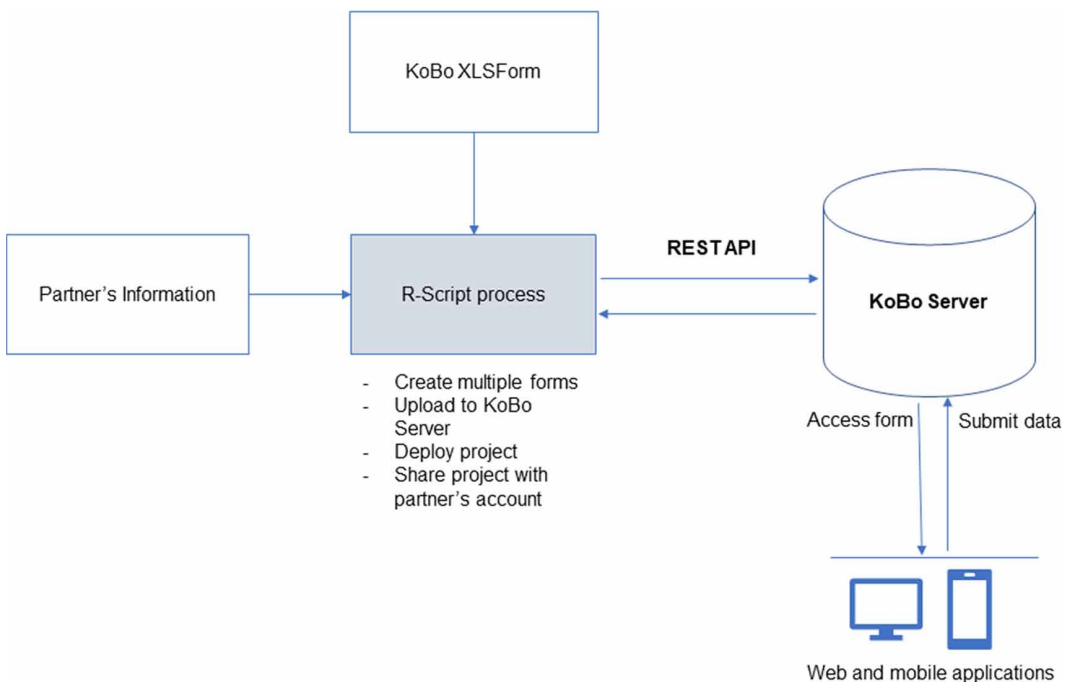 KoBo XLSForm
Partner's Information
R-Script process
REST API
KoBo Server
- Create multiple forms
- Upload to KoBo
Server
- Deploy project
- Share project with
partner's account
Access form
Submit data
Web and mobile applications